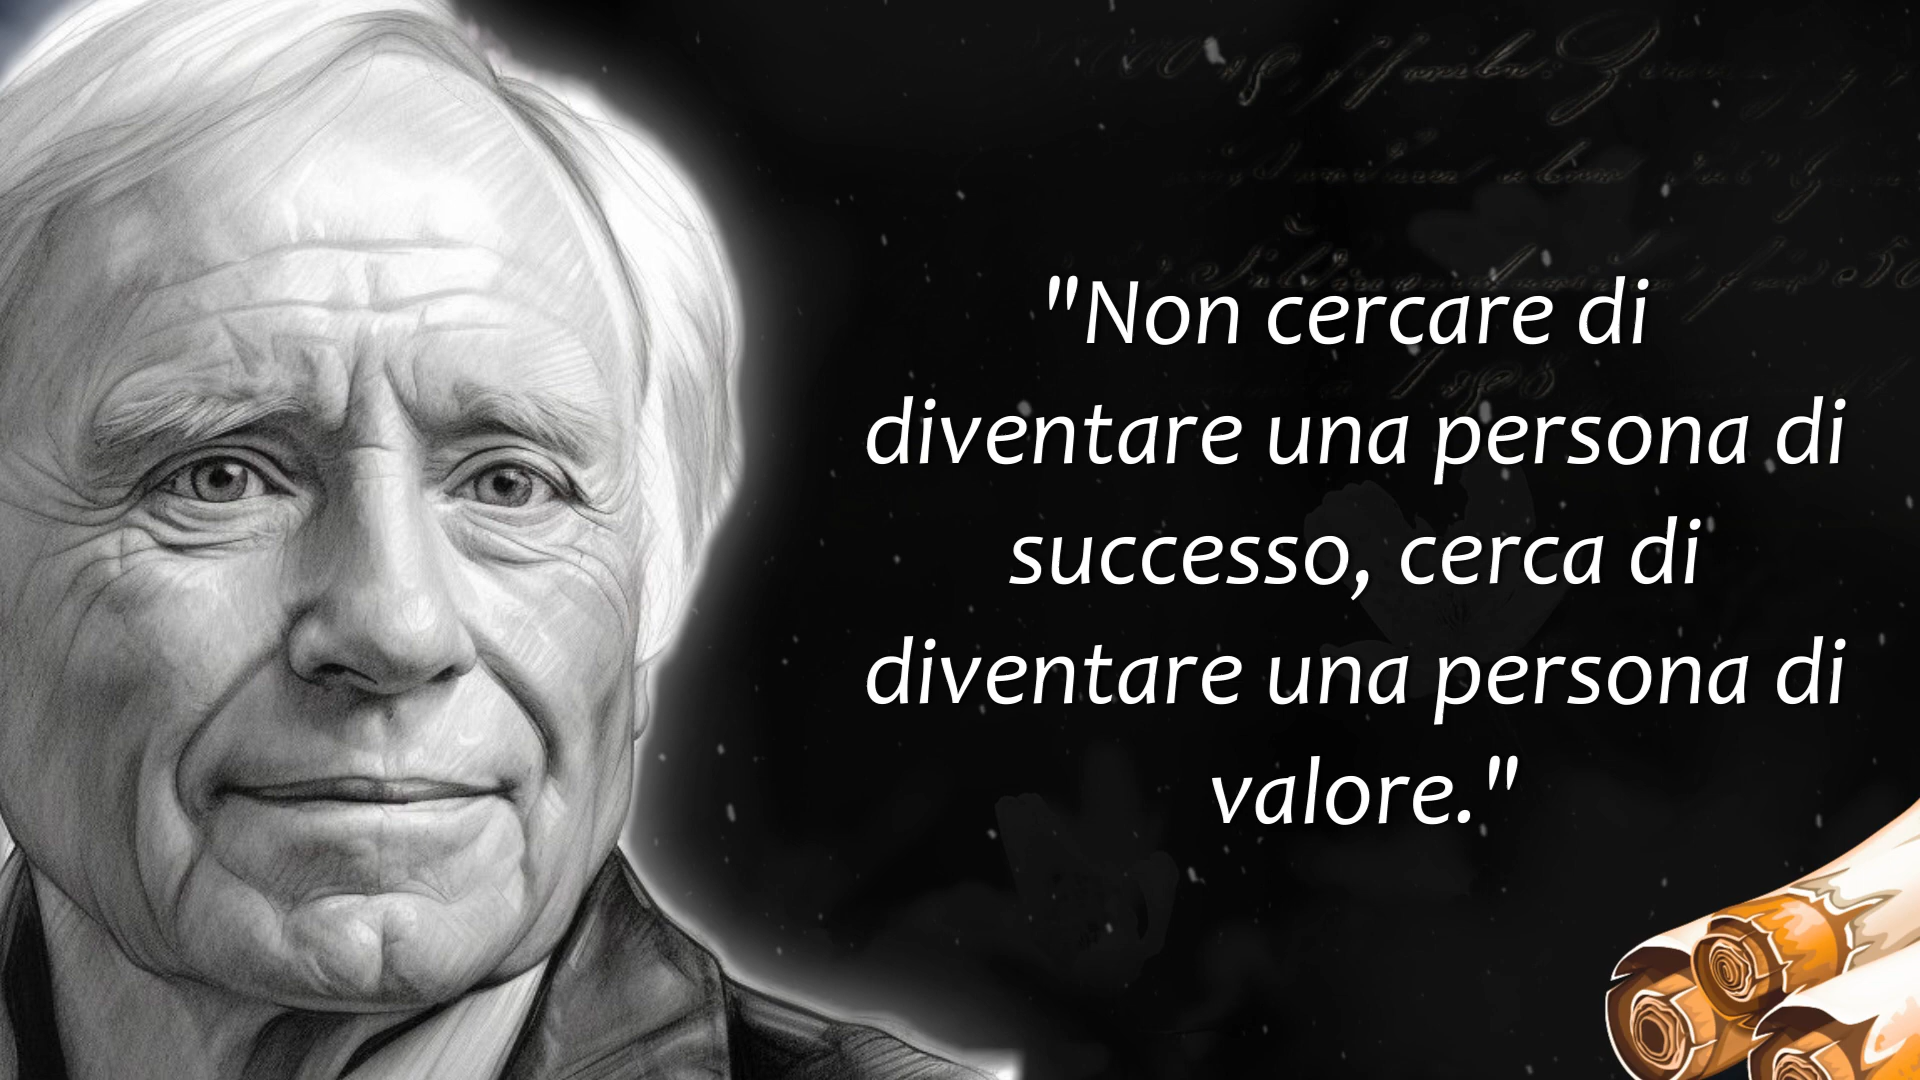 "Non cercare di
diventare una persona di
successo, cerca di
diventare una persona di
valore."